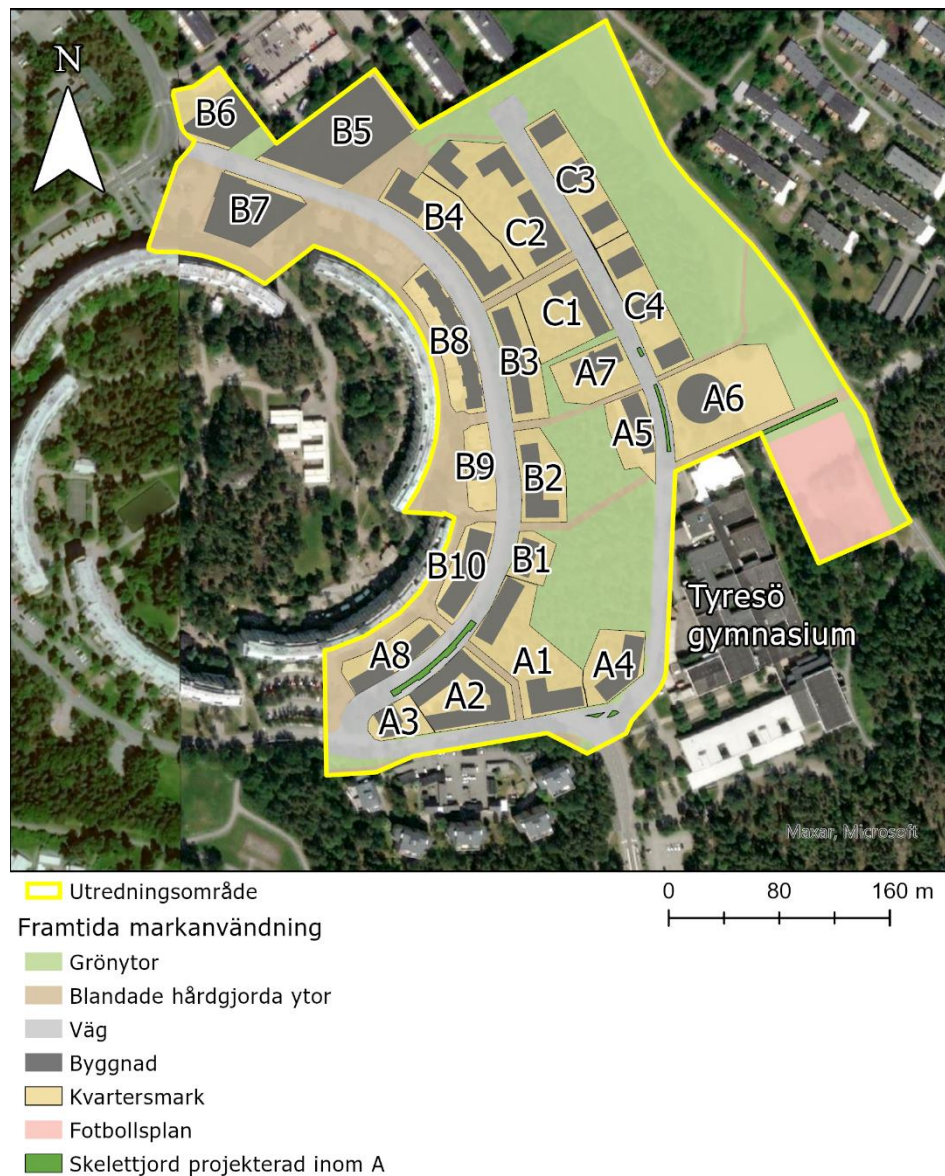 N
B6
B5
B7
B4
C3
C2
B8
C4
C1
B3
A7
A6
A5
B9
B2
B1
B10
Tyresö
gymnasium
A8
A1
A4
A2
A3
Maxar, Microsoft
Utredningsområde
0 80 160 m
Framtida markanvändning
Grönytor
Blandade hårdgjorda ytor
Väg
Byggnad
Kvartersmark
Fotbollsplan
Skelettjord projekterad inom A